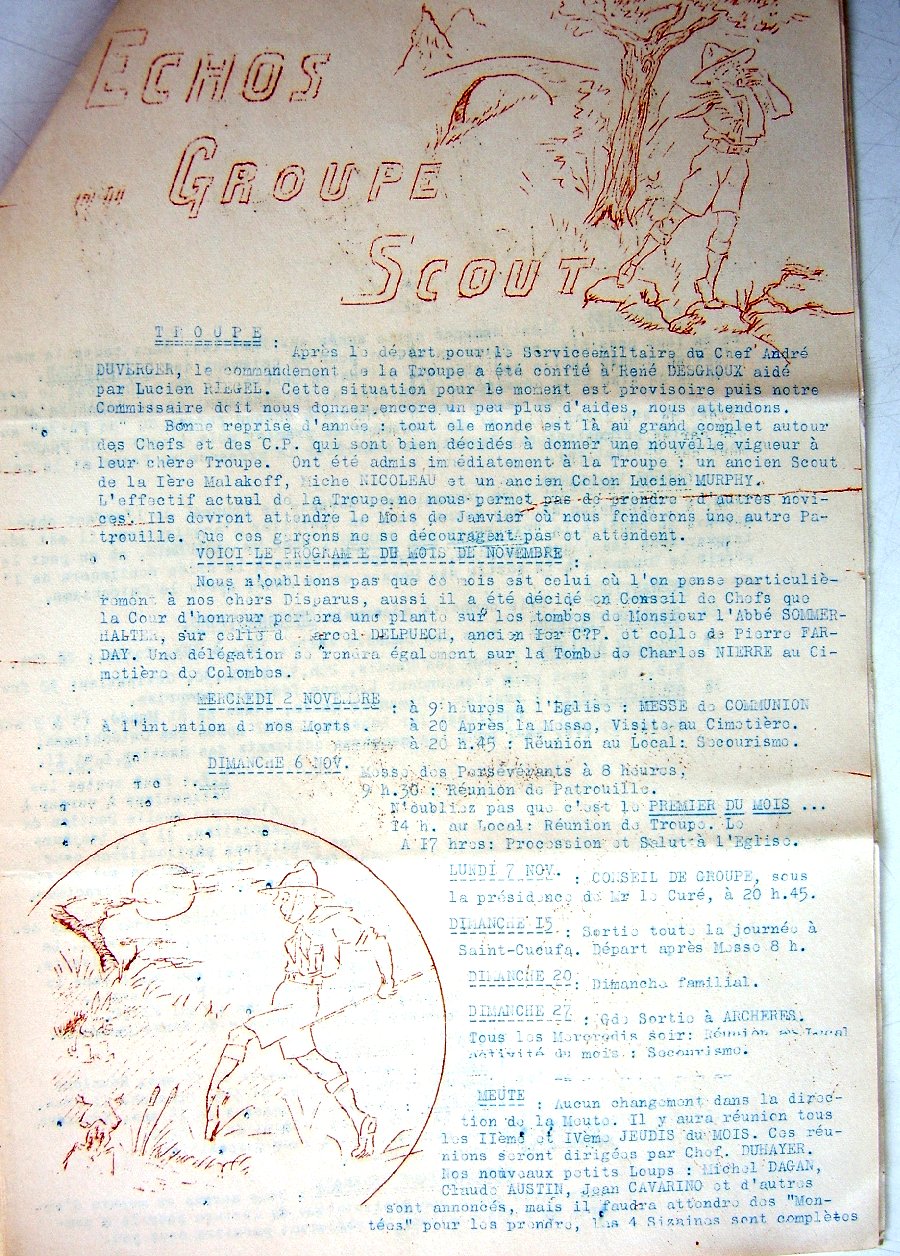 ECHOS
GROUPE
SCOUT
TROUPE :
Après le départ pour le Servicemiltaire du Chef André
DUVERGER, le commandement de la Troupe a été confié à René DESGROUX aidé
par Lucien RIEGEL. Cette situation pour le moment est provisoire puis notre
Commissaire doit nous donner encore un peu plus d'aides, nous attendons.
Bonne reprise d'année : tout ele monde est là au grand complet autour
des Chefs et des C.P. qui sont bien décidés à donner une nouvelle vigueur à
leur chère Troupe. Ont été admis immédiatement à la Troupe : un ancien Scout
de la Ière Malakoff, Miche NICOLEAU et un ancien Colon Lucien MURPHY.
L'effectif actuel de la Troupe ne nous permet pas de prendre d'autres novi-
ces. Ils devront attendre le Mois de Janvier où nous fonderons une autre Pa-
trouille. Que ces garçons ne se découragent pas et attendent.
VOICI LE PROGRAMME DU MOIS DE NOVEMBRE :
Nous n'oublions pas que ce mois est celui où l'on pense particuliè-
rement à nos chers Disparus, aussi il a été décidé en Conseil de Chefs que
la Cour d'honneur portera une plante sur les tombes de Monsieur l'Abbé SOMMER-
HALTER, sur celle d Marcel DELPUECH, ancien Ier C?P. et celle de Pierre FAR-
DAY. Une délégation se rendra également sur la Tombe de Charles NIERRE au Ci-
metière de Colombes.
MERCREDI 2 NOVEMBRE : à 9 heures à l'Eglise : MESSE de COMMUNION
à l'intention de nos Morts . à 20 Après la Messe, Visite au Cimetière.
à 20 h.45 : Réunion au Local: Secourisme.
DIMANCHE 6 NOV. Messe des Persévérants à 8 heures,
9 h.30 : Réunion de Patrouille.
N'oubliez pas que c'est le PREMIER DU MOIS ...
14 h. au Local: Réunion de Troupe. Le
A 17 hres: Procession et Salut à l'Eglise.
LUNDI 7 NOV. : CONSEIL DE GROUPE, sous
la présidence de Mr le Curé, à 20 h.45.
DIMANCHE 13 : Sortie toute la journée à
Saint-Cucufa. Départ après Messe 8 h.
DIMANCHE 20 : Dimanche familial.
DIMANCHE 27 : Gde Sortie à ARCHERES.
Tous les Mercredis soir: Réunion au Local
activité du mois : Secourisme.
MEUTE : Aucun changement dans la direc-
tion de la Meute. Il y aura réunion tous
les IIème et IVème JEUDIS du MOIS. Ces réu-
nions seront dirigées par Chef. DUHAYER.
Nos nouveaux petits Loups : Michel DAGAN,
Claude AUSTIN, Jean CAVARINO et d'autres
sont annoncés, mais il faudra attendre des "Mon-
tées" pour les prendre, Les 4 Sizaines sont complètes